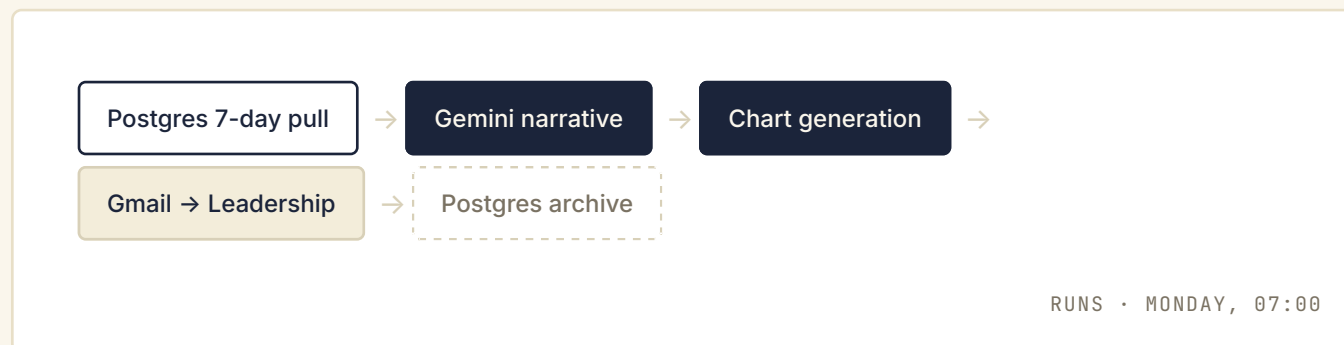 Postgres 7-day pull → Gemini narrative → Chart generation →
Gmail → Leadership → Postgres archive
RUNS · MONDAY, 07:00